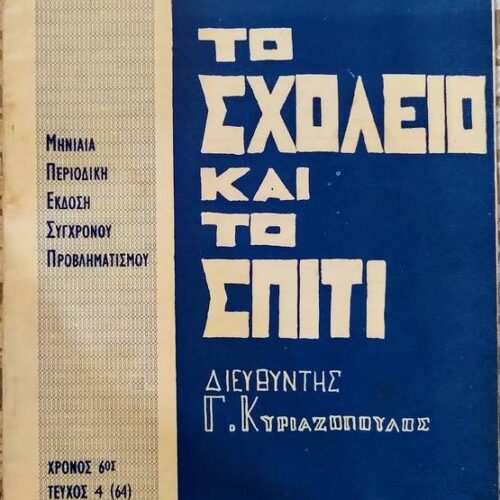 ΤΟ
ΣΧΟΛΕΙΟ
ΚΑΙ
ΤΟ
ΣΠΙΤΙ
ΔΙΕΥΘΥΝΤΗΣ
Γ. ΚΥΡΙΑΖΟΠΟΥΛΟΣ
ΜΗΝΙΑΙΑ
ΠΕΡΙΟΔΙΚΗ
ΕΚΔΟΣΗ
ΣΥΓΧΡΟΝΟΥ
ΠΡΟΒΛΗΜΑΤΙΣΜΟΥ
ΧΡΟΝΟΣ 6ΟΣ
ΤΕΥΧΟΣ 4 (64)